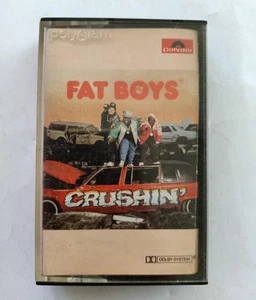 polygram
Polydor
FAT BOYS
CRUSHIN'
DOLBY SYSTEM